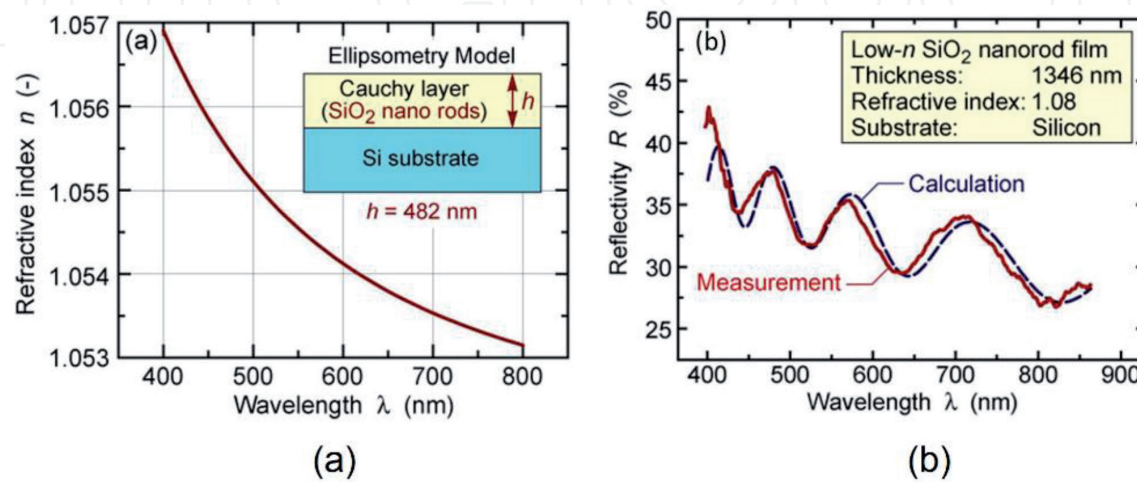 (a)
Ellipsometry Model
Cauchy layer
(SiO₂ nano rods)
h
Si substrate
h = 482 nm
Refractive index n (-)
1.057
1.056
1.055
1.054
1.053
400 500 600 700 800
Wavelength λ (nm)
(a)
(b)
Low-n SiO₂ nanorod film
Thickness: 1346 nm
Refractive index: 1.08
Substrate: Silicon
Calculation
Measurement
Reflectivity R (%)
50
45
40
35
30
25
400 500 600 700 800 900
Wavelength λ (nm)
(b)